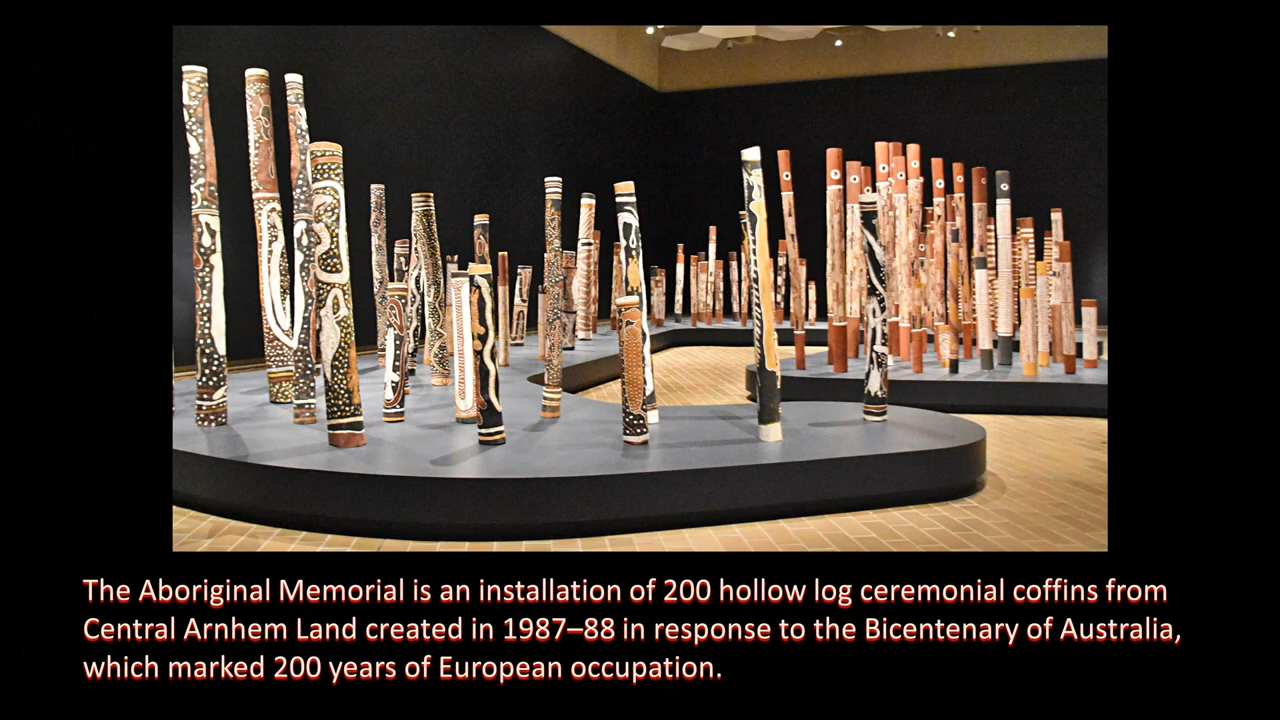 The Aboriginal Memorial is an installation of 200 hollow log ceremonial coffins from
Central Arnhem Land created in 1987–88 in response to the Bicentenary of Australia,
which marked 200 years of European occupation.